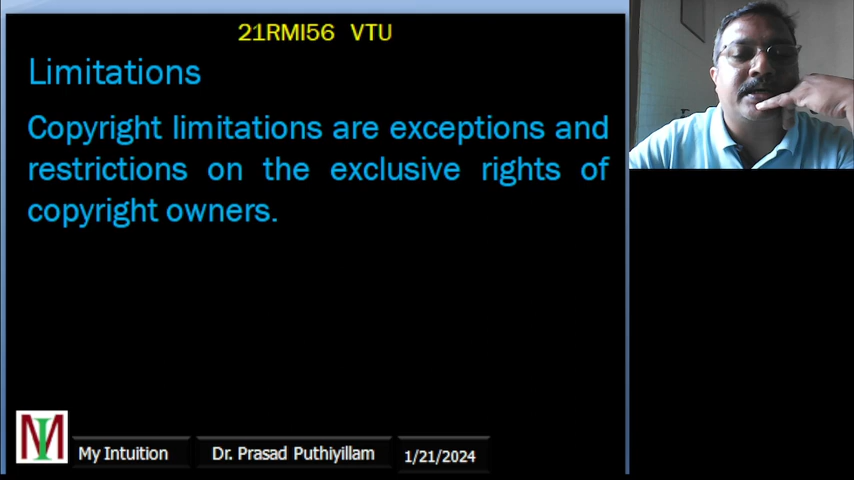 21RMI56 VTU
Limitations
Copyright limitations are exceptions and
restrictions on the exclusive rights of
copyright owners.
MI
My Intuition
Dr. Prasad Puthiyillam
1/21/2024